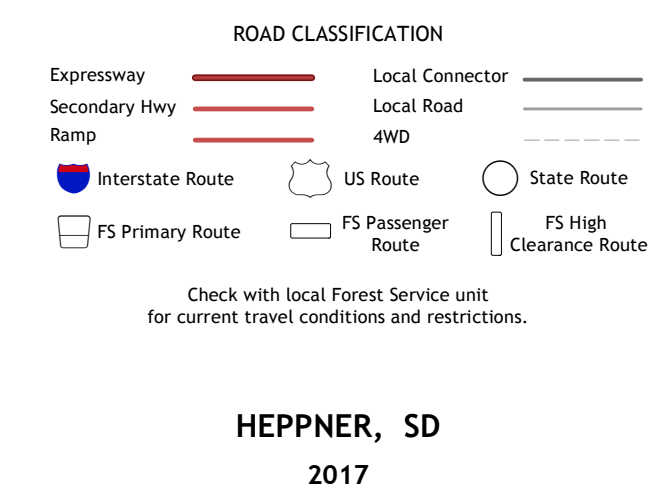 ROAD CLASSIFICATION
Expressway
Local Connector
Secondary Hwy
Local Road
Ramp
4WD
Interstate Route
US Route
State Route
FS Primary Route
FS Passenger
Route
FS High
Clearance Route
Check with local Forest Service unit
for current travel conditions and restrictions.
HEPPNER, SD
2017